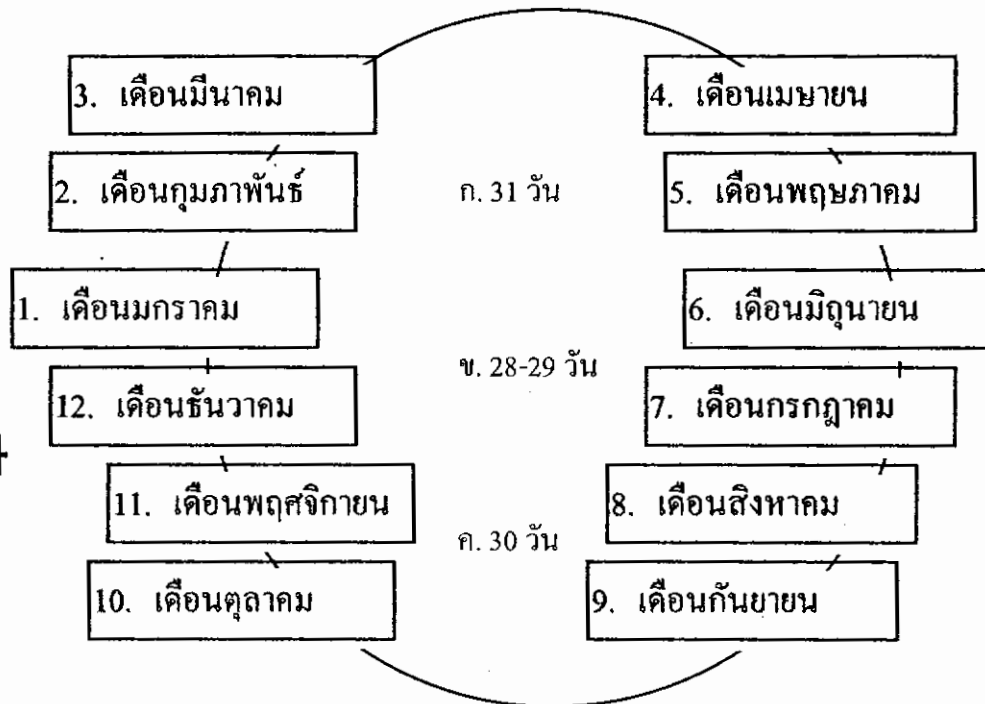 3. เดือนมีนาคม
4. เดือนเมษายน
2. เดือนกุมภาพันธ์
ก. 31 วัน
5. เดือนพฤษภาคม
1. เดือนมกราคม
6. เดือนมิถุนายน
ข. 28-29 วัน
12. เดือนธันวาคม
7. เดือนกรกฎาคม
11. เดือนพฤศจิกายน
8. เดือนสิงหาคม
ค. 30 วัน
10. เดือนตุลาคม
9. เดือนกันยายน